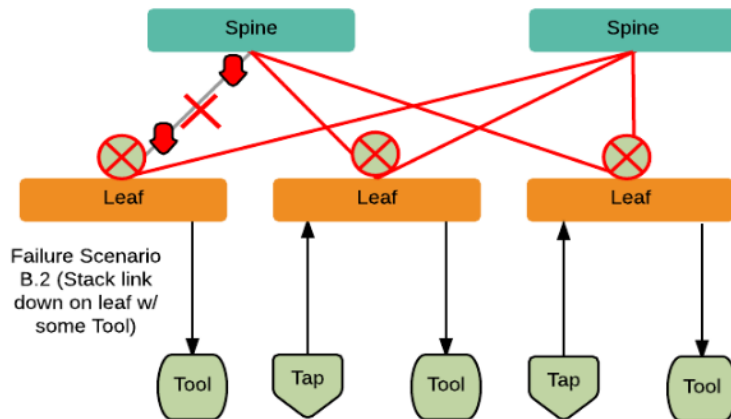 Spine
Spine
Leaf
Leaf
Leaf
Failure Scenario
B.2 (Stack link
down on leaf w/
some Tool)
Tool
Tap
Tool
Tap
Tool